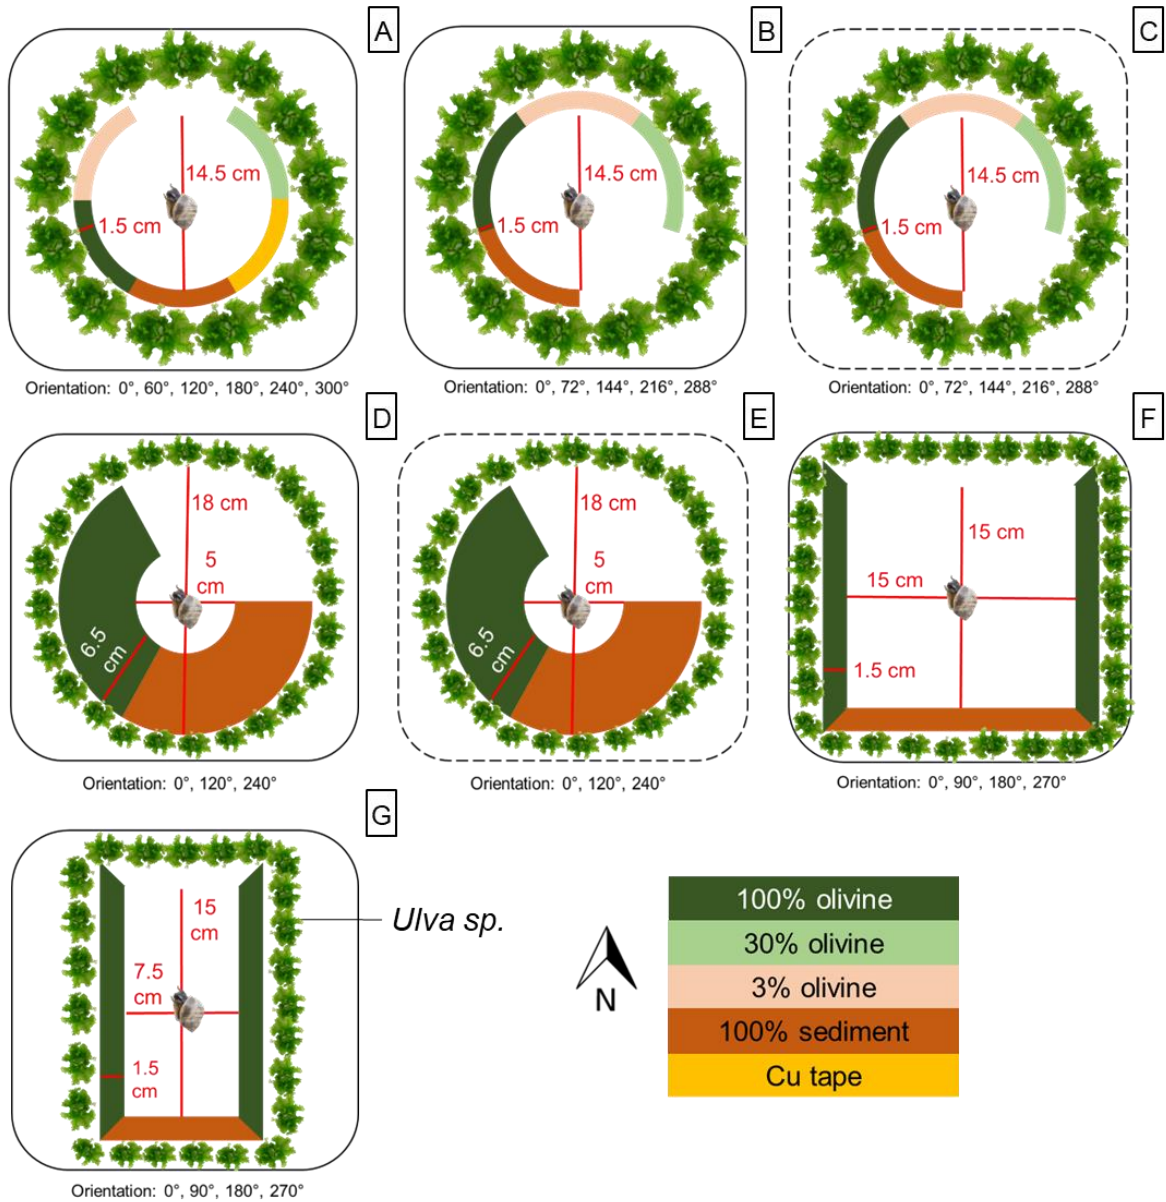 A
14.5 cm
1.5 cm
Orientation: 0°, 60°, 120°, 180°, 240°, 300°
B
14.5 cm
1.5 cm
Orientation: 0°, 72°, 144°, 216°, 288°
C
14.5 cm
1.5 cm
Orientation: 0°, 72°, 144°, 216°, 288°
D
18 cm
5
cm
6.5
cm
Orientation: 0°, 120°, 240°
E
18 cm
5
cm
6.5
cm
Orientation: 0°, 120°, 240°
F
15 cm
15 cm
1.5 cm
Orientation: 0°, 90°, 180°, 270°
G
15
cm
7.5
cm
1.5
cm
Orientation: 0°, 90°, 180°, 270°
Ulva sp.
N
100% olivine
30% olivine
3% olivine
100% sediment
Cu tape